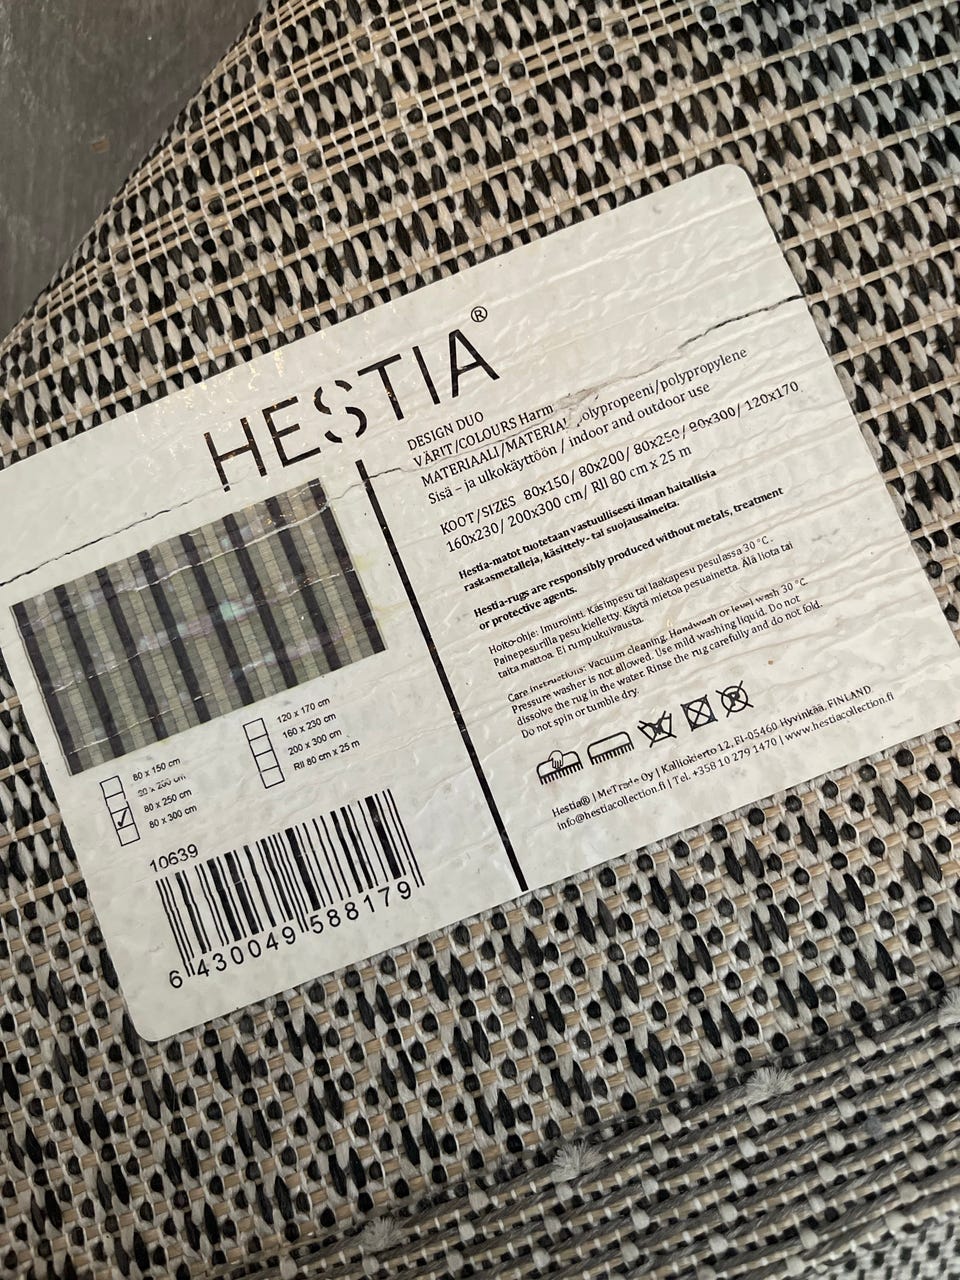 HESTIA®
DESIGN DUO
VÄRIT/COLOURS Harm
MATERIAALI/MATERIAL polypropeeni/polypropylene
Sisä – ja ulkokäyttöön / indoor and outdoor use
KOOT/SIZES 80x150/ 80x200/ 80x250/ 80x300/ 120x170
160x230/ 200x300 cm/ Rll 80 cm x 25 m
Hestia-matot tuotetaan vastuullisesti ilman haitallisia
raskasmetalleja, käsittely- tai suojausaineita.
Hestia-rugs are responsibly produced without metals, treatment
or protective agents.
Hoito-ohje: Imurointi. Käsinpesu tai laakapesu pesulassa 30 °C.
Painepesurilla pesu kielletty. Käytä mietoa pesuainetta. Älä liota tai
taita mattoa. Ei rumpukuivausta.
Care instructions: Vacuum cleaning. Handwash or level wash 30 °C.
Pressure washer is not allowed. Use mild washing liquid. Do not
dissolve the rug in the water. Rinse the rug carefully and do not fold.
Do not spin or tumble dry.
Hestia® | MeTrade Oy | Kalliokierto 12, FI-05460 Hyvinkää, FINLAND
info@hestiacollection.fi | Tel. +358 10 279 1470 | www.hestiacollection.fi
80 x 150 cm
80 x 200 cm
80 x 250 cm
80 x 300 cm
120 x 170 cm
160 x 230 cm
200 x 300 cm
Rll 80 cm x 25 m
10639
6 430049 588179